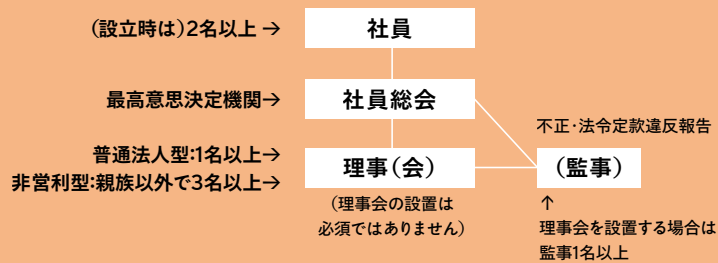 (設立時は)2名以上→
社員
最高意思決定機関→
社員総会
不正・法令定款違反報告
普通法人型:1名以上→
非営利型:親族以外で3名以上→
理事(会)
(監事)
(理事会の設置は
必須ではありません)
↑
理事会を設置する場合は
監事1名以上